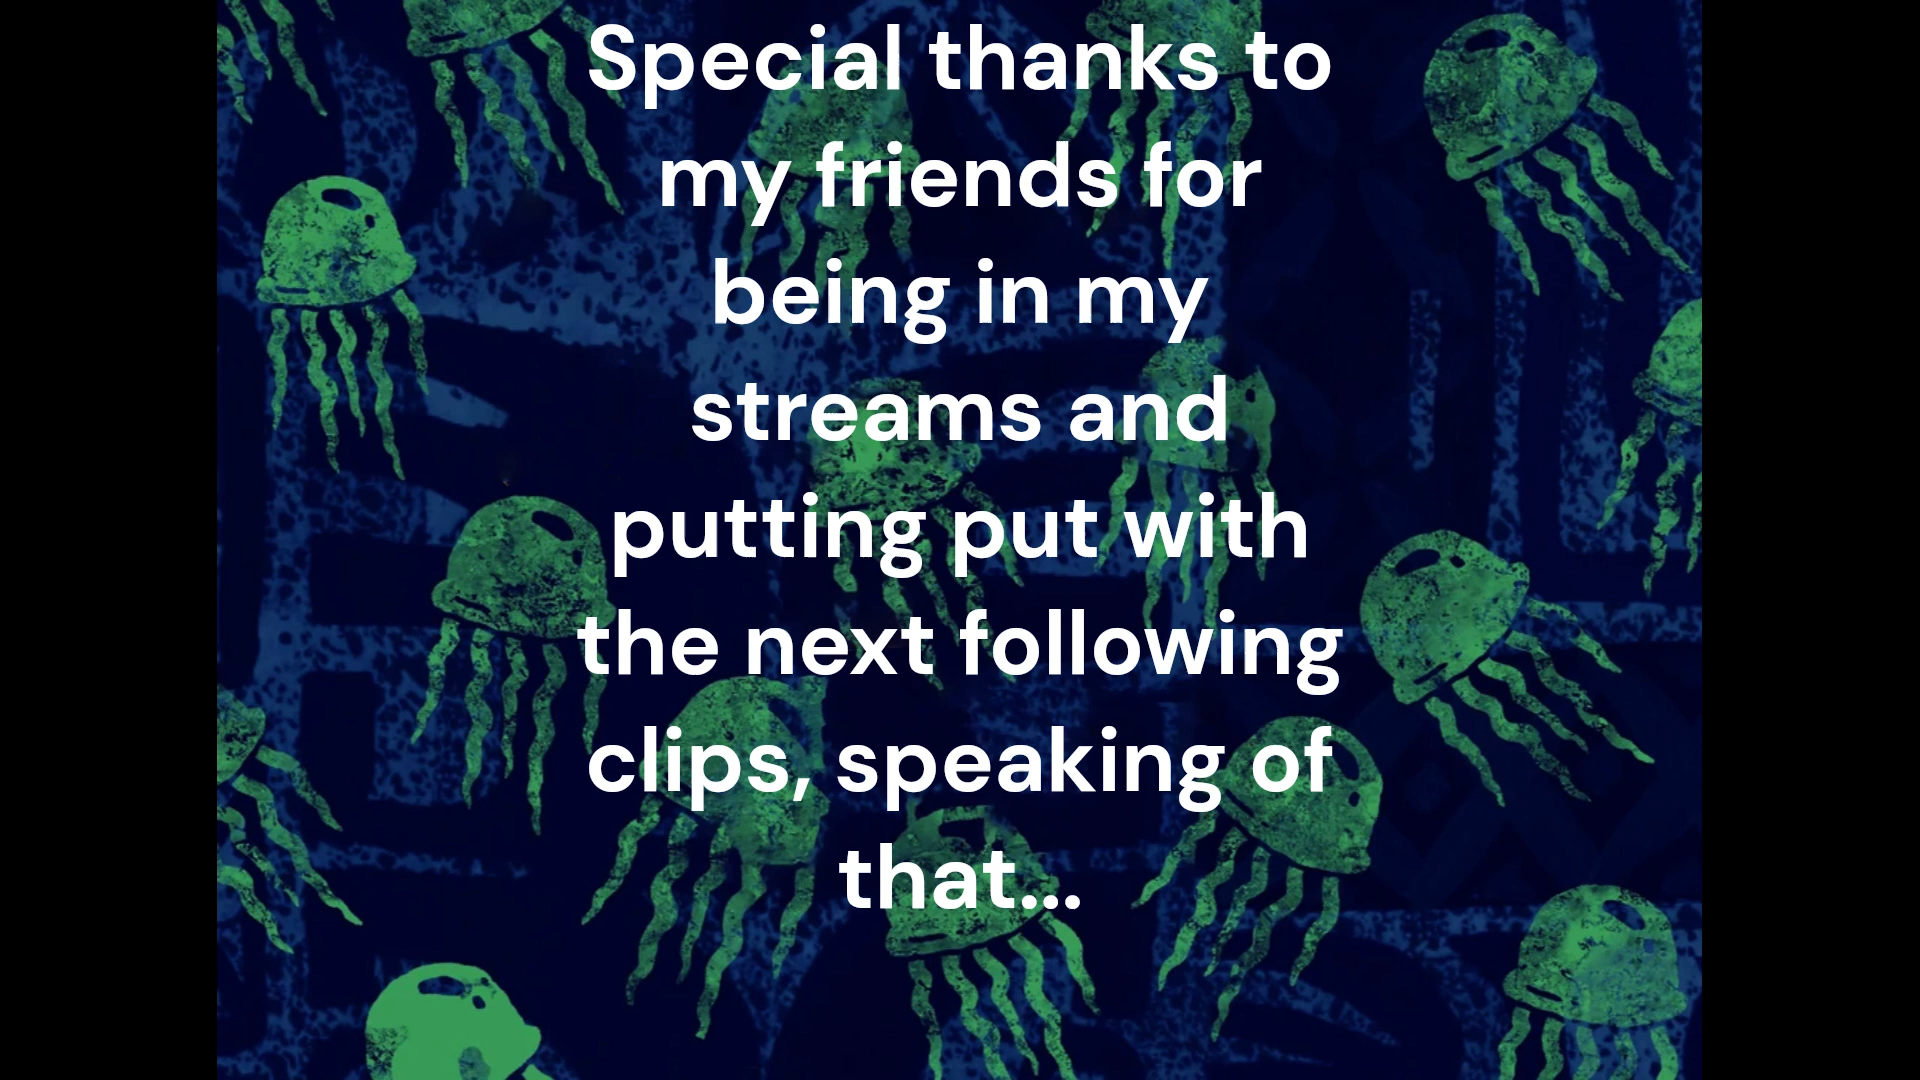 Special thanks to
my friends for
being in my
streams and
putting put with
the next following
clips, speaking of
that...